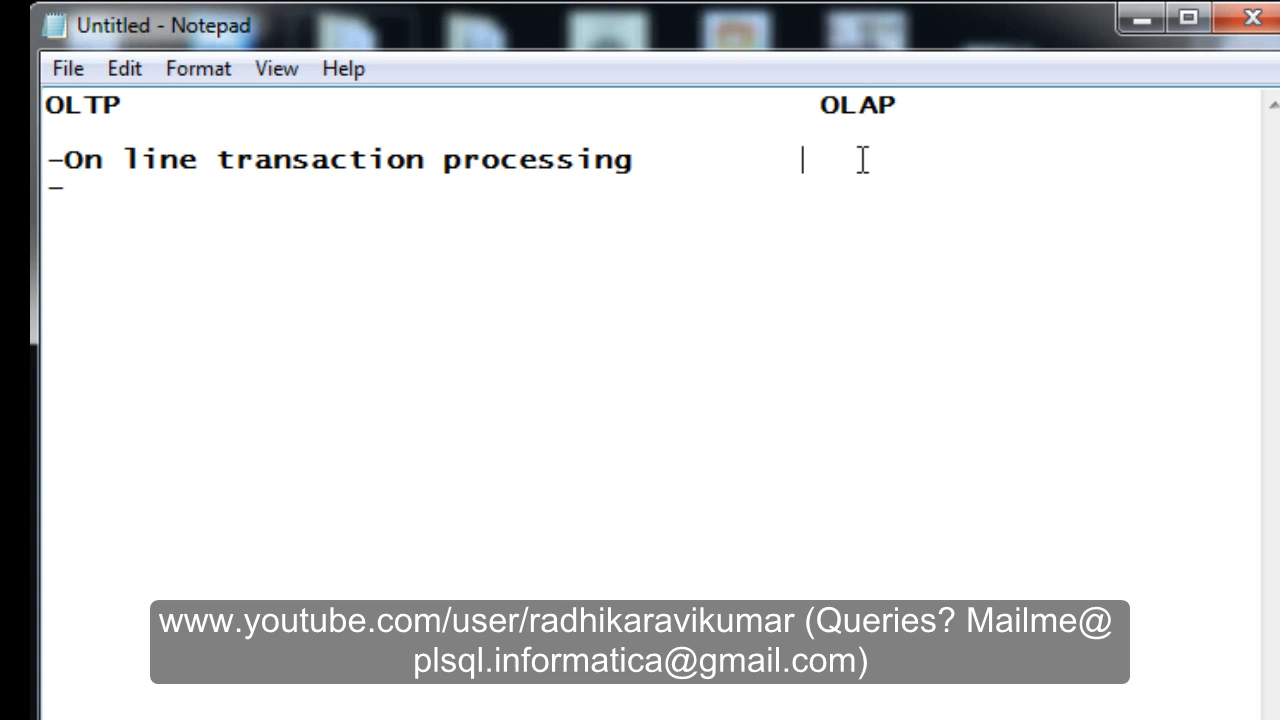 Untitled - Notepad
File Edit Format View Help
OLTP OLAP
-On line transaction processing
-
www.youtube.com/user/radhikaravikumar (Queries? Mailme@
plsql.informatica@gmail.com)